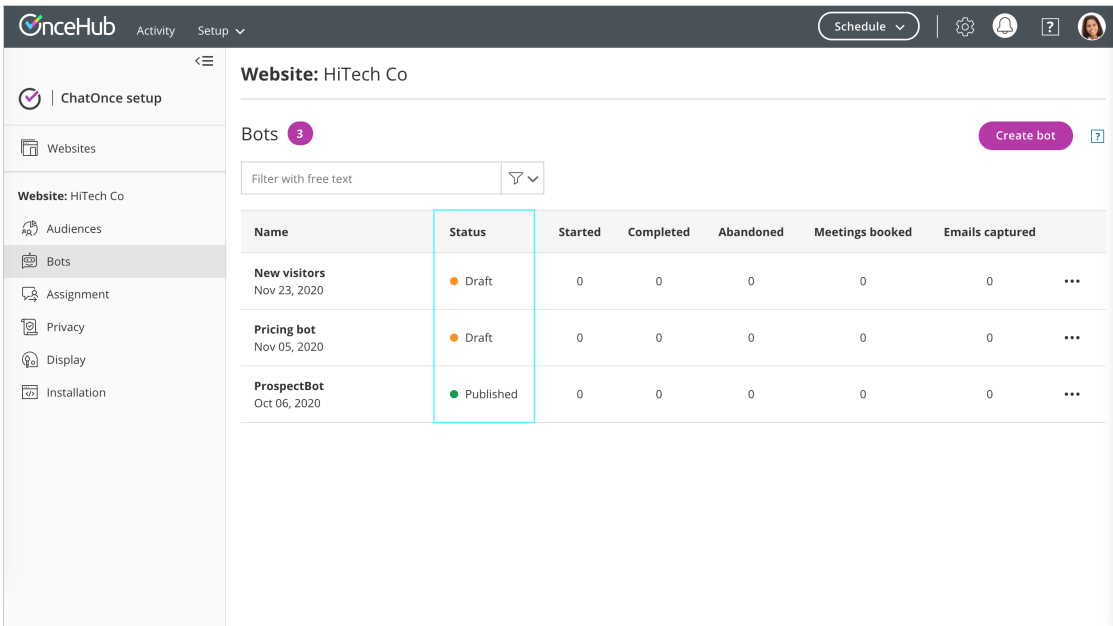 OnceHub Activity Setup Schedule ?
ChatOnce setup
Websites
Website: HiTech Co
Audiences
Bots
Assignment
Privacy
Display
Installation
Website: HiTech Co
Bots 3 Create bot ?
Filter with free text
Name Status Started Completed Abandoned Meetings booked Emails captured
New visitors
Nov 23, 2020 Draft 0 0 0 0 0
Pricing bot
Nov 05, 2020 Draft 0 0 0 0 0
ProspectBot
Oct 06, 2020 Published 0 0 0 0 0